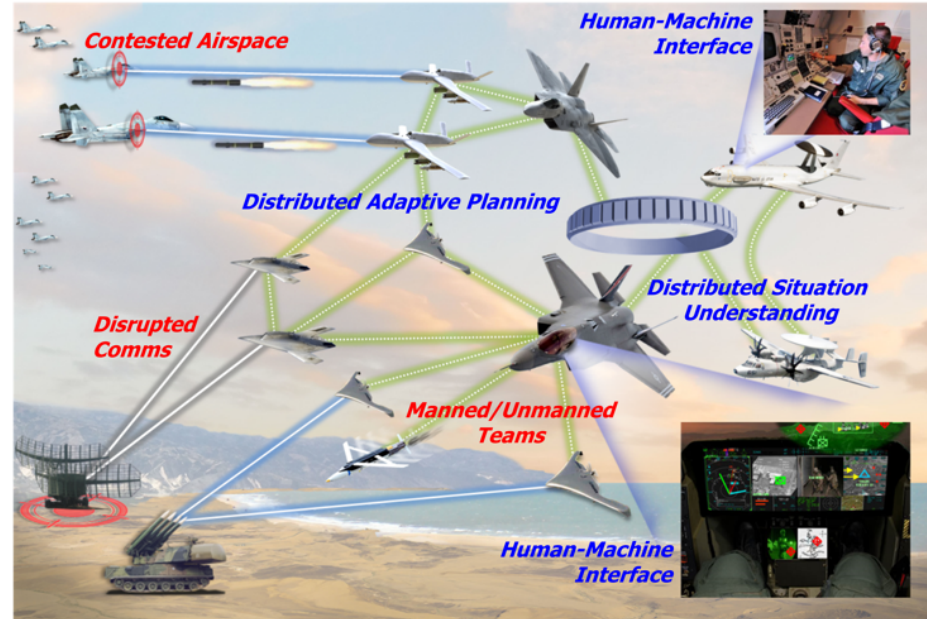 Contested Airspace
Human-Machine
Interface
Distributed Adaptive Planning
Distributed Situation
Understanding
Disrupted
Comms
Manned/Unmanned
Teams
Human-Machine
Interface